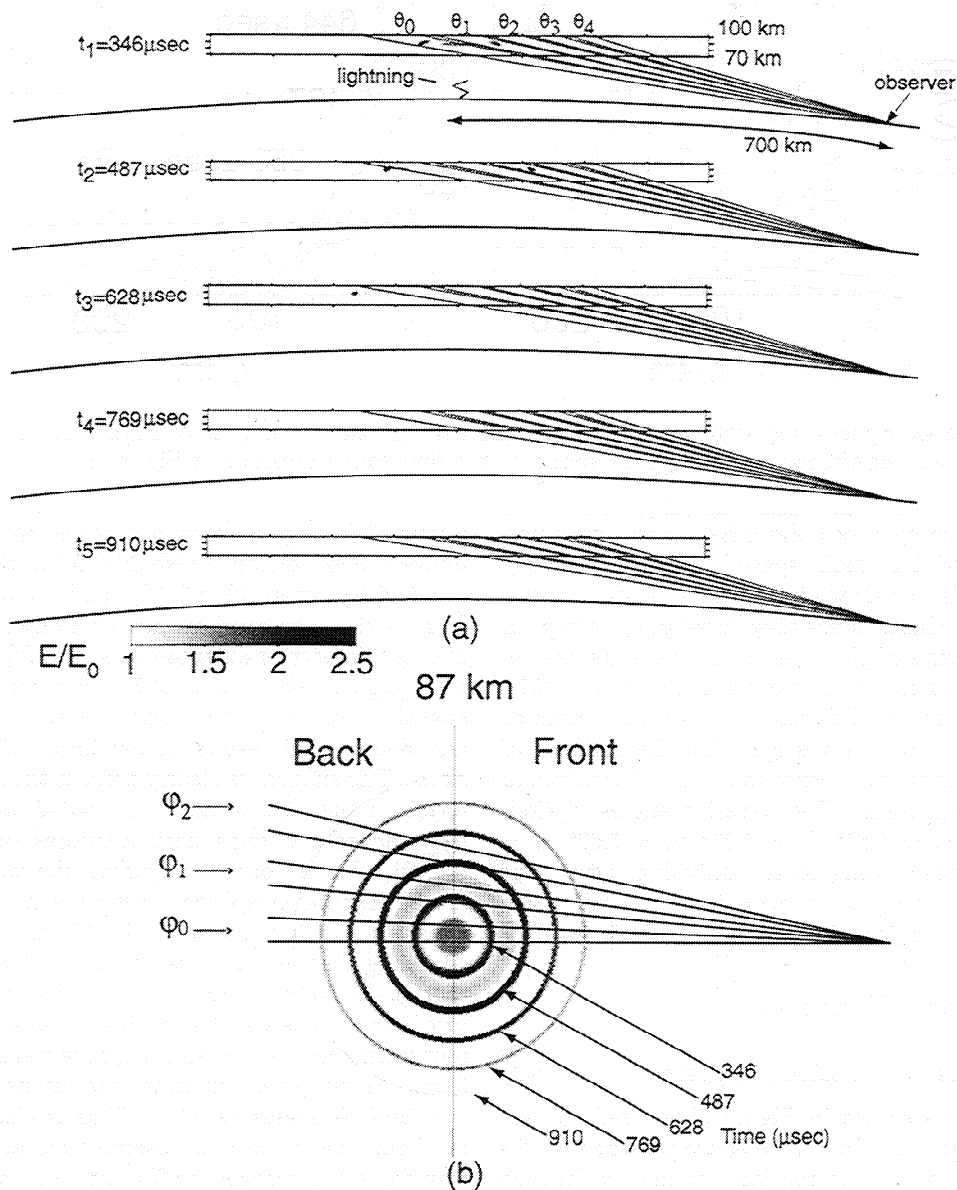 θ0 θ1 θ2 θ3 θ4
100 km
t1=346μsec
70 km
lightning
observer
700 km
t2=487μsec
t3=628μsec
t4=769μsec
t5=910μsec
(a)
E/E0
1 1.5 2 2.5
87 km
Back Front
φ2
φ1
φ0
346
487
628 Time (μsec)
769
910
(b)